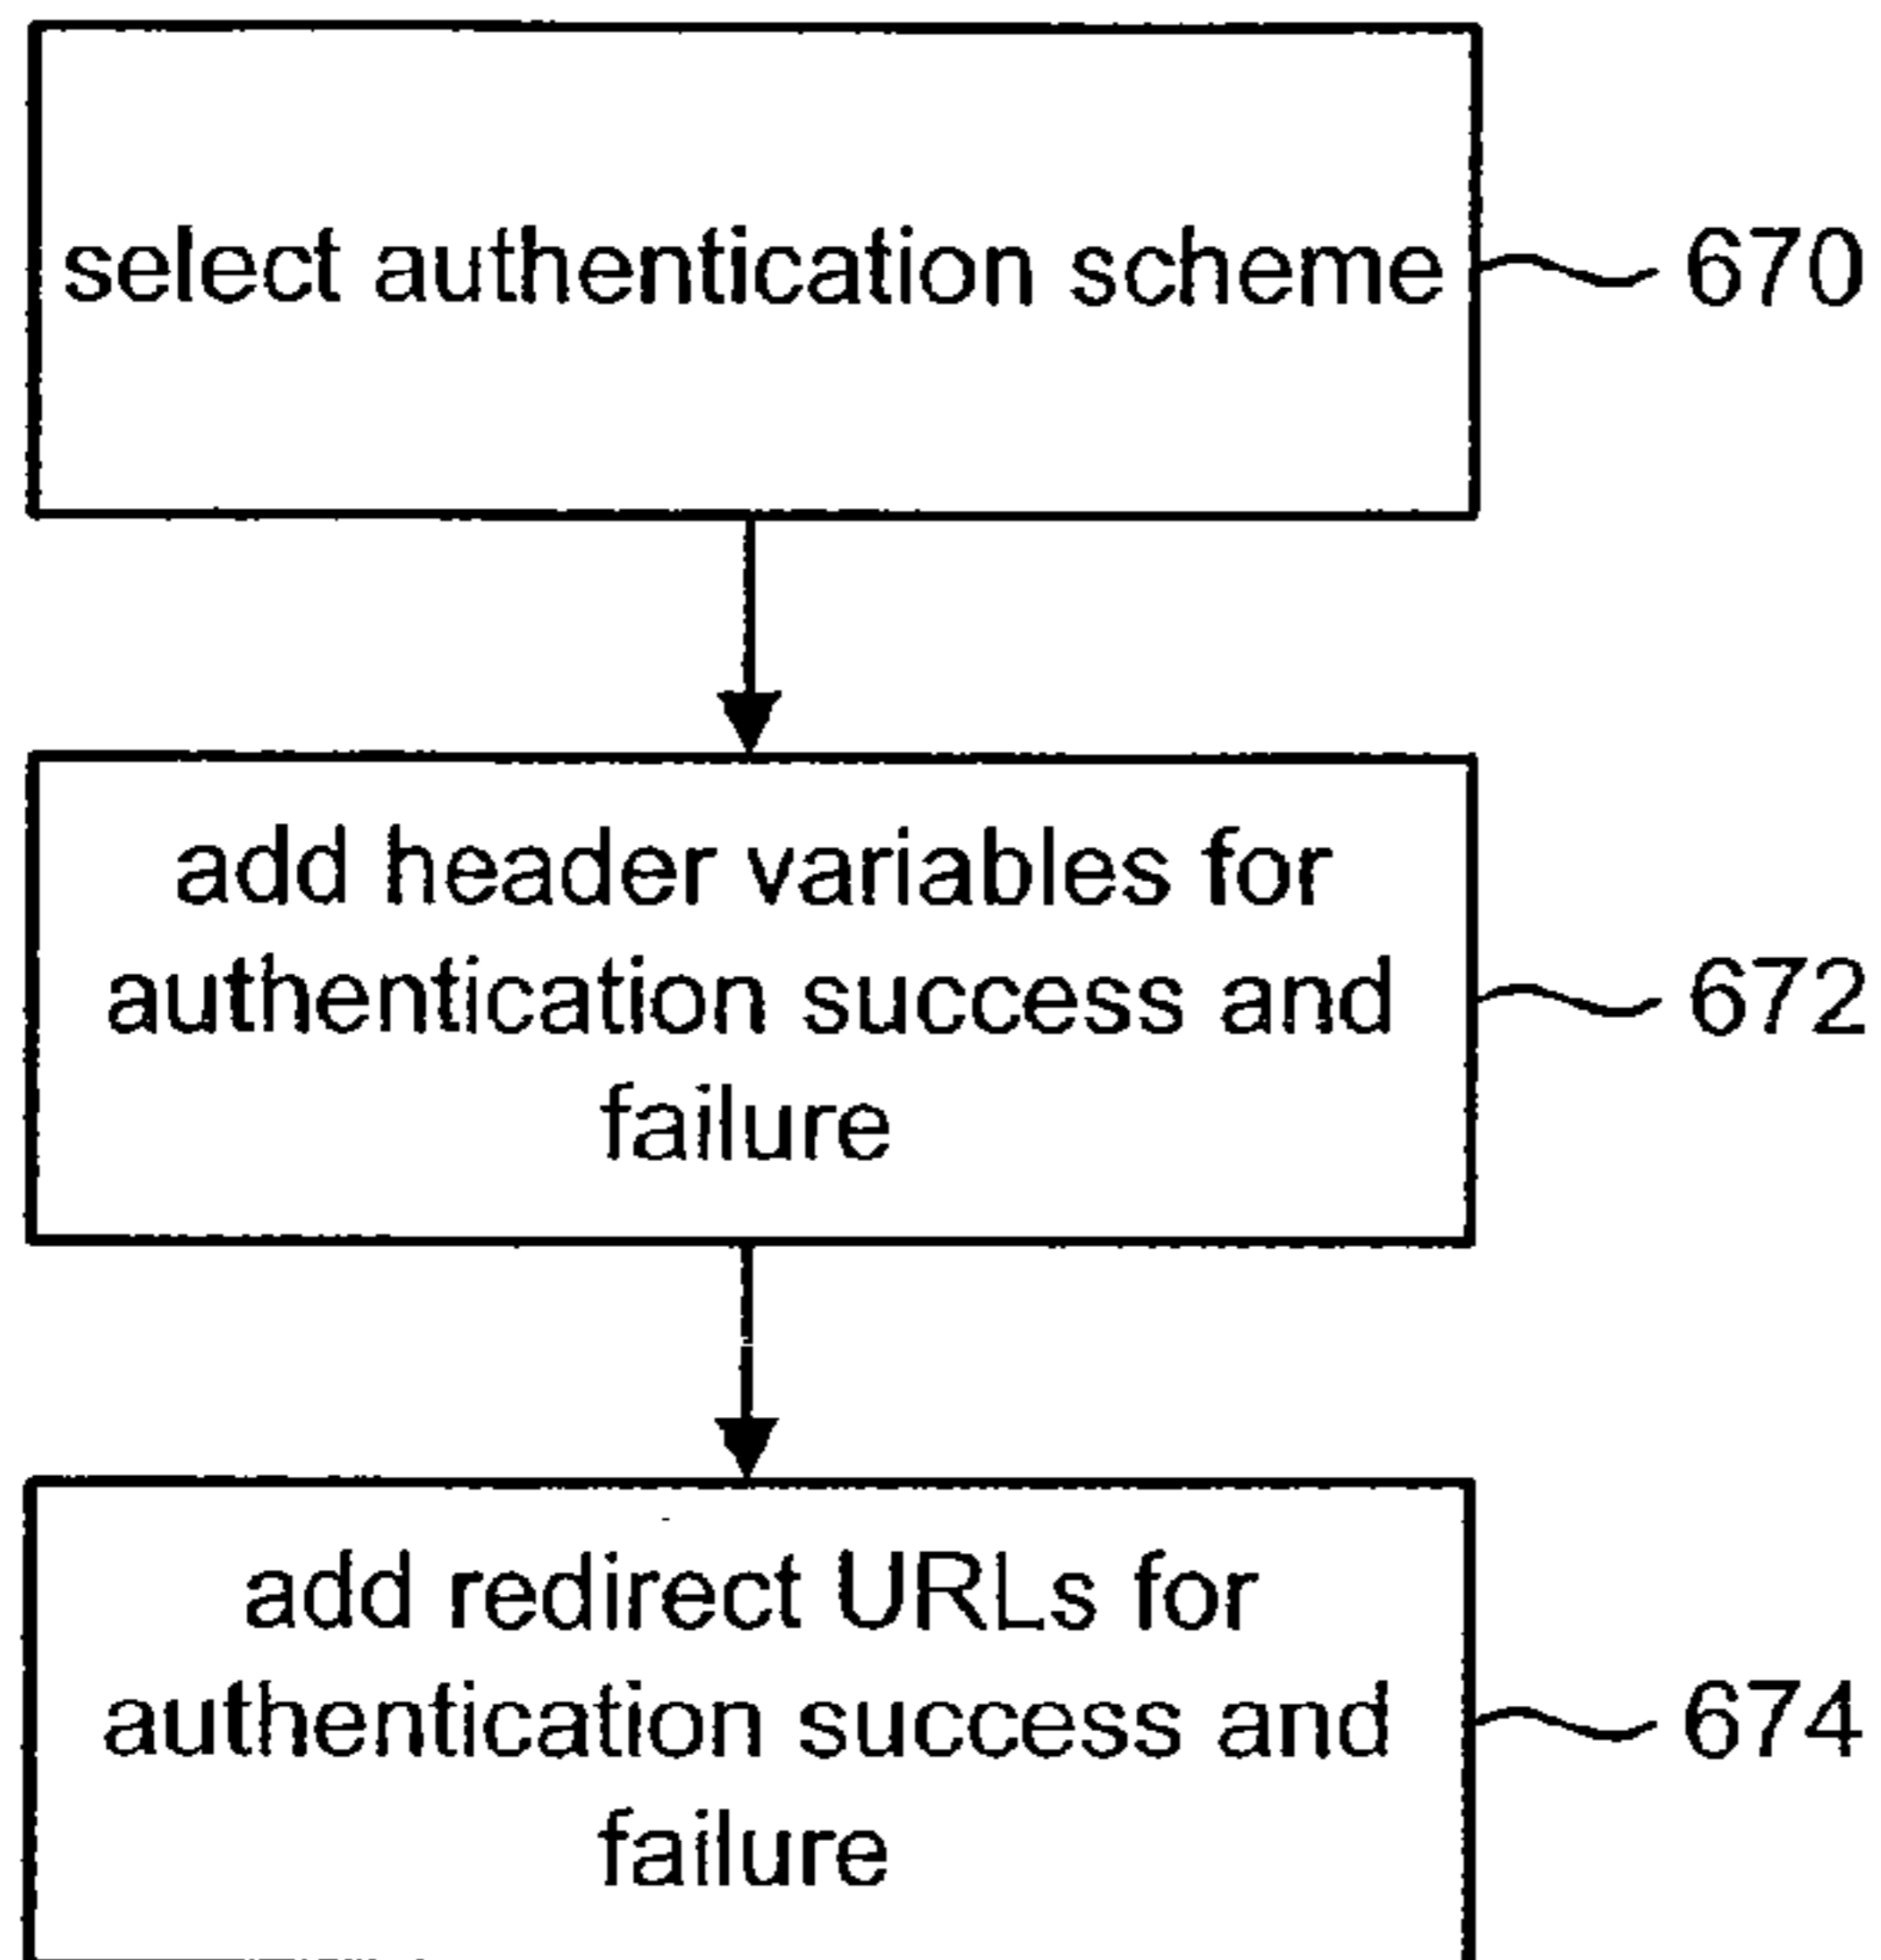 select authentication scheme
670
add header variables for
authentication success and
failure
672
add redirect URLs for
authentication success and
failure
674